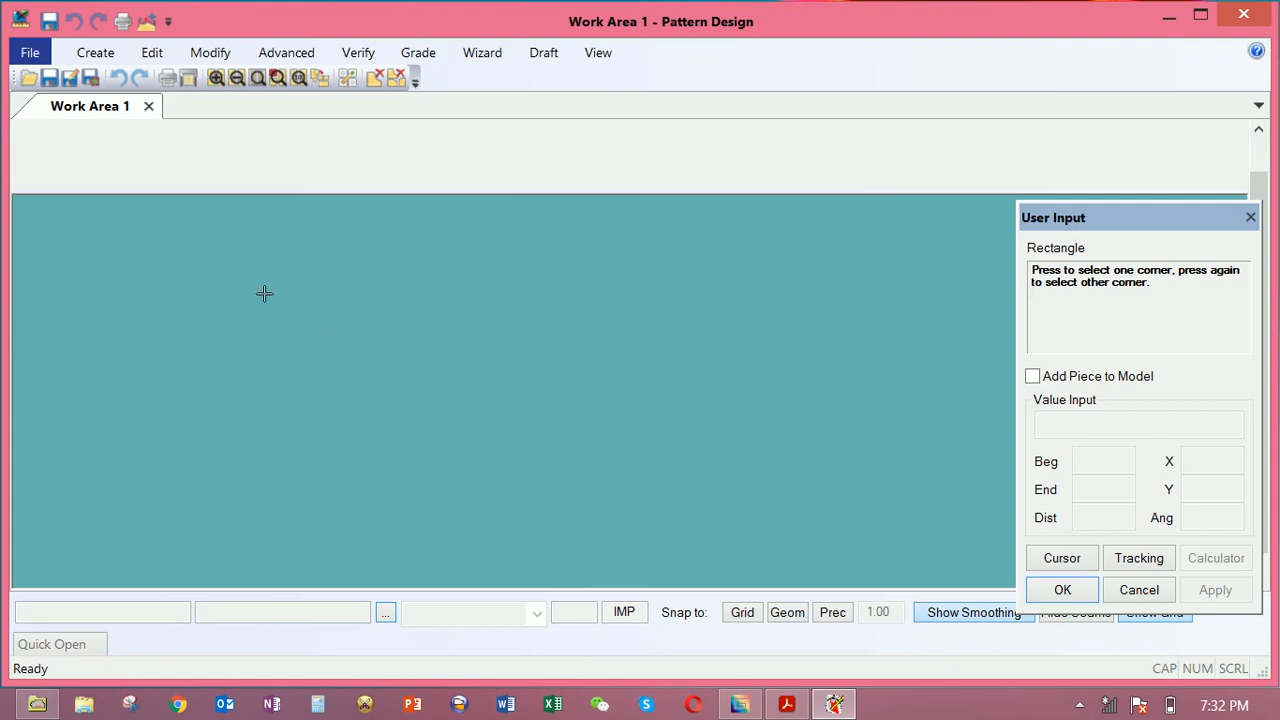 Work Area 1 - Pattern Design
File Create Edit Modify Advanced Verify Grade Wizard Draft View
Work Area 1
User Input
Rectangle
Press to select one corner, press again
to select other corner.
Add Piece to Model
Value Input
Beg X
End Y
Dist Ang
Cursor Tracking Calculator
OK Cancel Apply
... IMP Snap to: Grid Geom Prec 1.00 Show Smoothing
Quick Open
Ready CAP NUM SCRL
7:32 PM